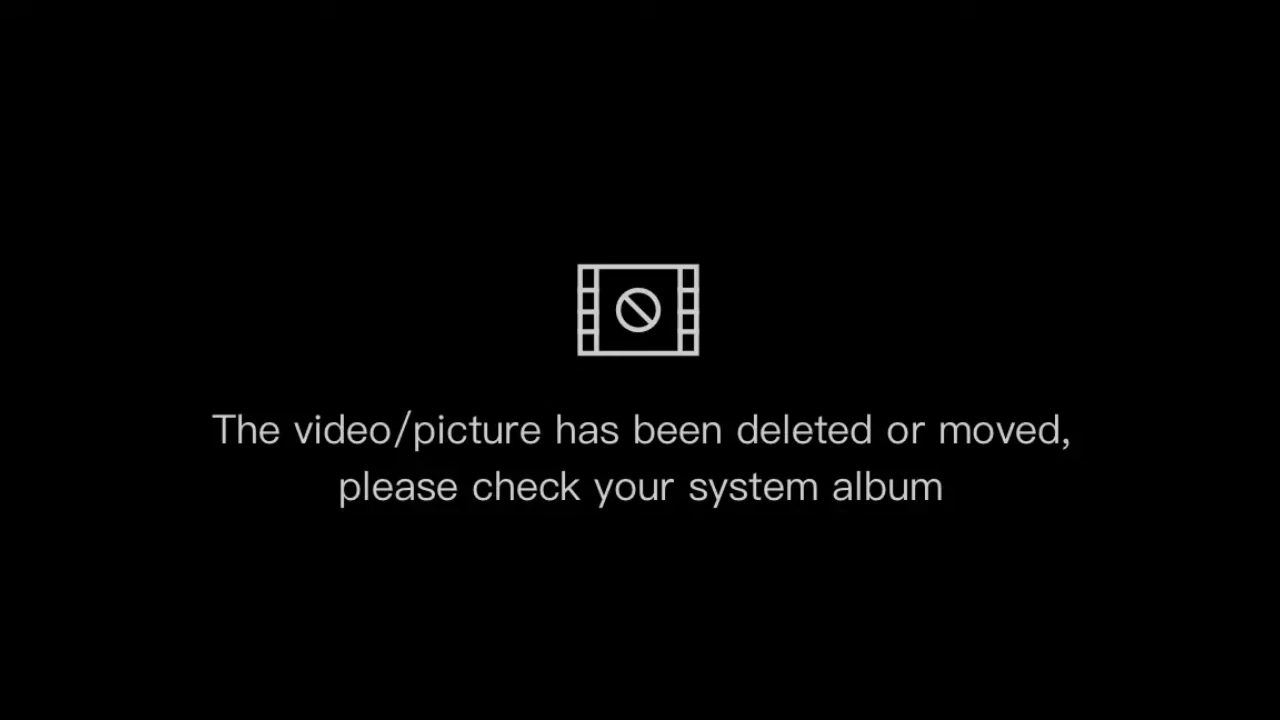 The video/picture has been deleted or moved,
please check your system album